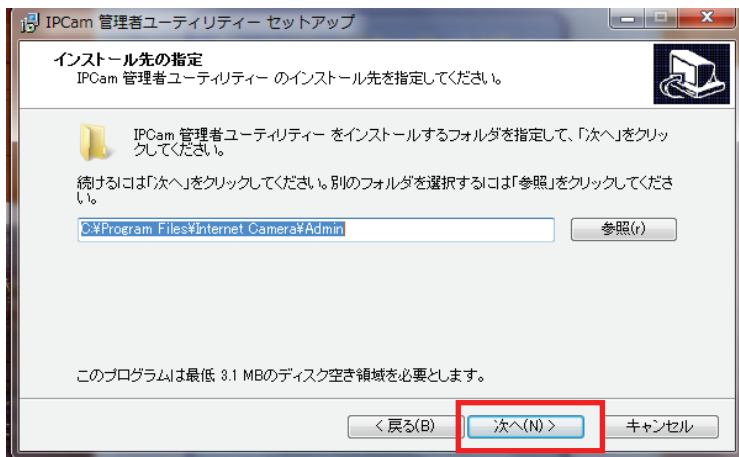 IPCam 管理者ユーティリティー セットアップ
インストール先の指定
IPCam 管理者ユーティリティー のインストール先を指定してください。
IPCam 管理者ユーティリティー をインストールするフォルダを指定して、「次へ」をクリッ
クしてください。
続けるには「次へ」をクリックしてください。別のフォルダを選択するには「参照」をクリックしてくださ
い。
C:¥Program Files¥Internet Camera¥Admin
参照(r)
このプログラムは最低 3.1 MBのディスク空き領域を必要とします。
< 戻る(B)
次へ(N) >
キャンセル